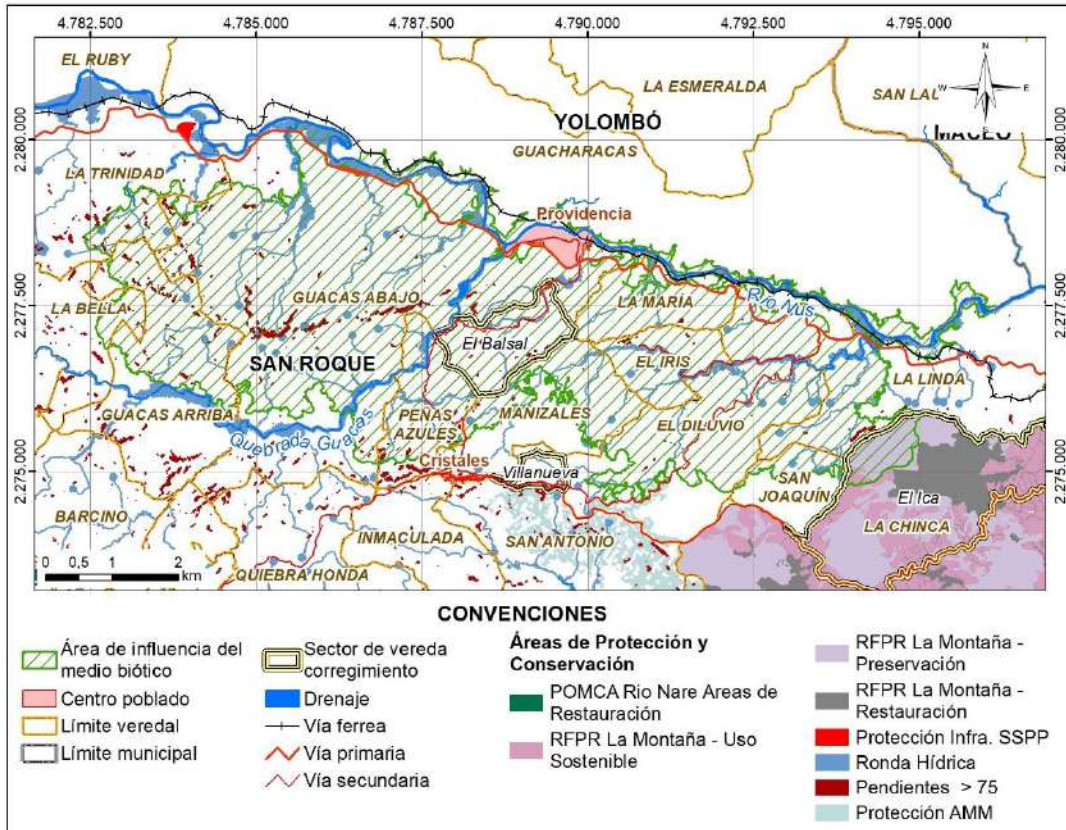 4.782.500 4.785.000 4.787.500 4.790.000 4.792.500 4.795.000
EL RUBY
LA ESMERALDA
SAN LAU
N
W E
S
YOLOMBÓ
MACEO
2.280.000 2.280.000
GUACHARACAS
LA TRINIDAD
Providencia
2.277.500 2.277.500
LA BELLA
GUACAS ABAJO
LA MARÍA
Río Nus
El Balsal
SAN ROQUE
EL IRIS
LA LINDA
GUACAS ARRIBA
PEÑAS
AZULES
MANIZALES
EL DILUVIO
Quebrada Guacas
Cristales
Villanueva
SAN
JOAQUÍN
2.275.000 2.275.000
El Ica
LA CHINCA
BARCINO
INMACULADA
SAN ANTONIO
0 0,5 1 2
km
QUIEBRA HONDA
CONVENCIONES
Área de influencia del
medio biótico
Centro poblado
Límite veredal
Límite municipal
Sector de vereda
corregimiento
Drenaje
Vía ferrea
Vía primaria
Vía secundaria
Áreas de Protección y
Conservación
POMCA Rio Nare Areas de
Restauración
RFPR La Montaña - Uso
Sostenible
RFPR La Montaña -
Preservación
RFPR La Montaña -
Restauración
Protección Infra. SSPP
Ronda Hídrica
Pendientes > 75
Protección AMM